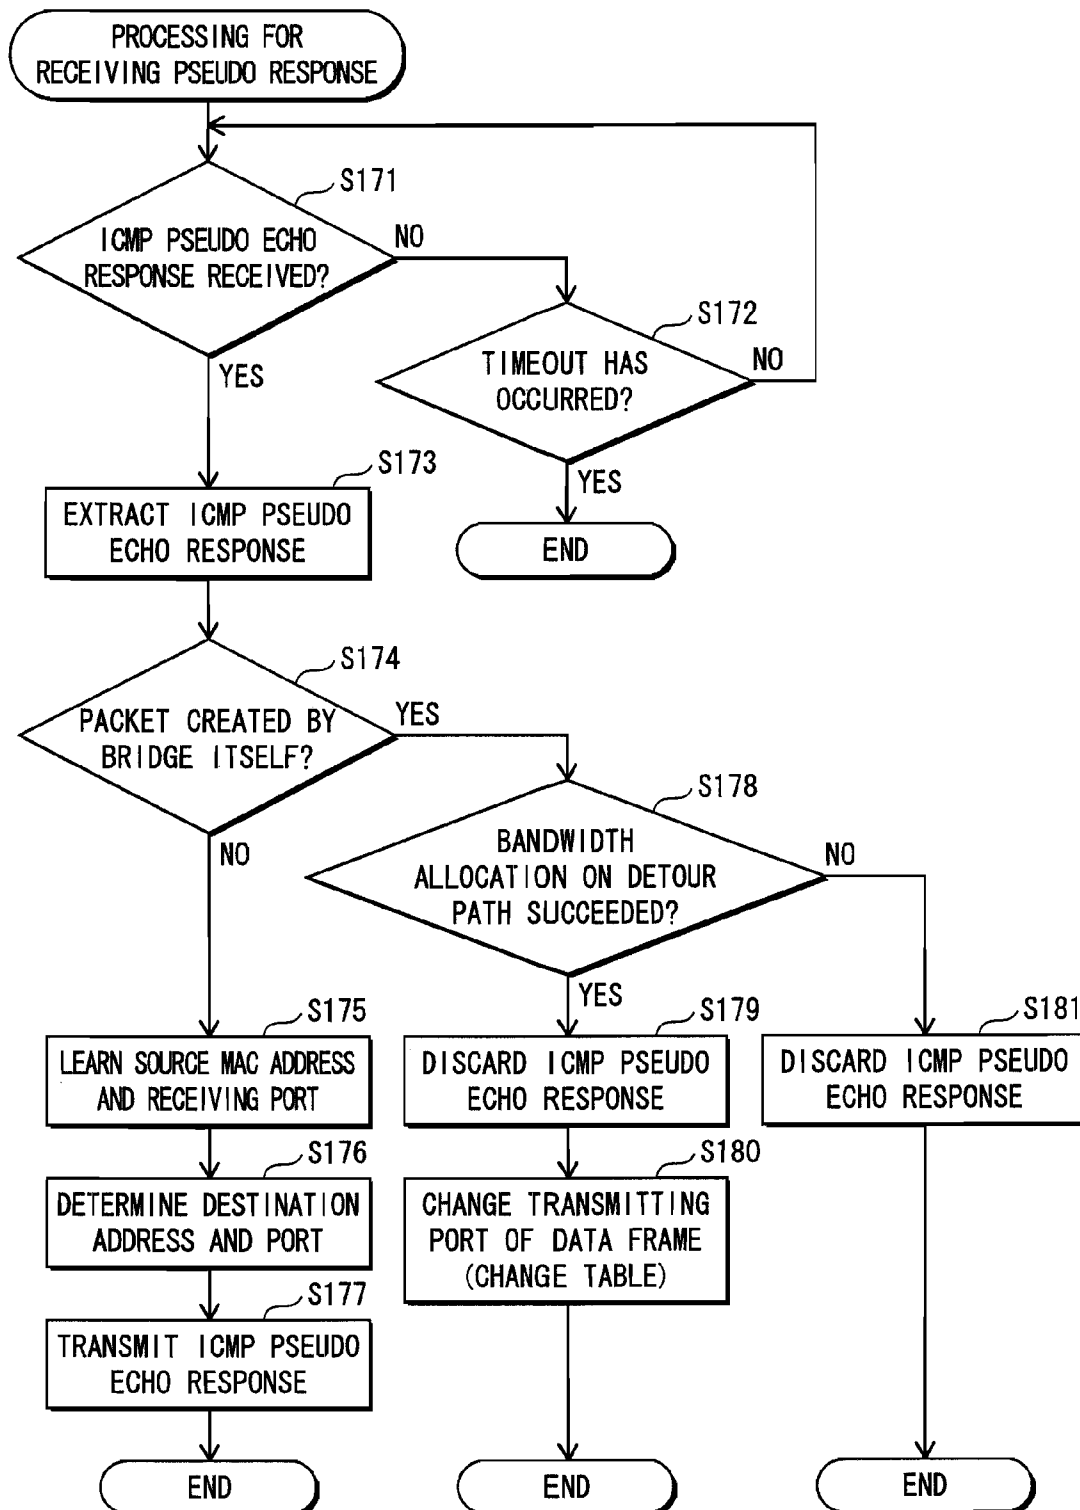 PROCESSING FOR
RECEIVING PSEUDO RESPONSE
S171
ICMP PSEUDO ECHO
RESPONSE RECEIVED?
NO
YES
S172
TIMEOUT HAS
OCCURRED?
NO
YES
END
S173
EXTRACT ICMP PSEUDO
ECHO RESPONSE
S174
PACKET CREATED BY
BRIDGE ITSELF?
YES
NO
S178
BANDWIDTH
ALLOCATION ON DETOUR
PATH SUCCEEDED?
NO
YES
S175
LEARN SOURCE MAC ADDRESS
AND RECEIVING PORT
S176
DETERMINE DESTINATION
ADDRESS AND PORT
S177
TRANSMIT ICMP PSEUDO
ECHO RESPONSE
END
S179
DISCARD ICMP PSEUDO
ECHO RESPONSE
S180
CHANGE TRANSMITTING
PORT OF DATA FRAME
(CHANGE TABLE)
END
S181
DISCARD ICMP PSEUDO
ECHO RESPONSE
END